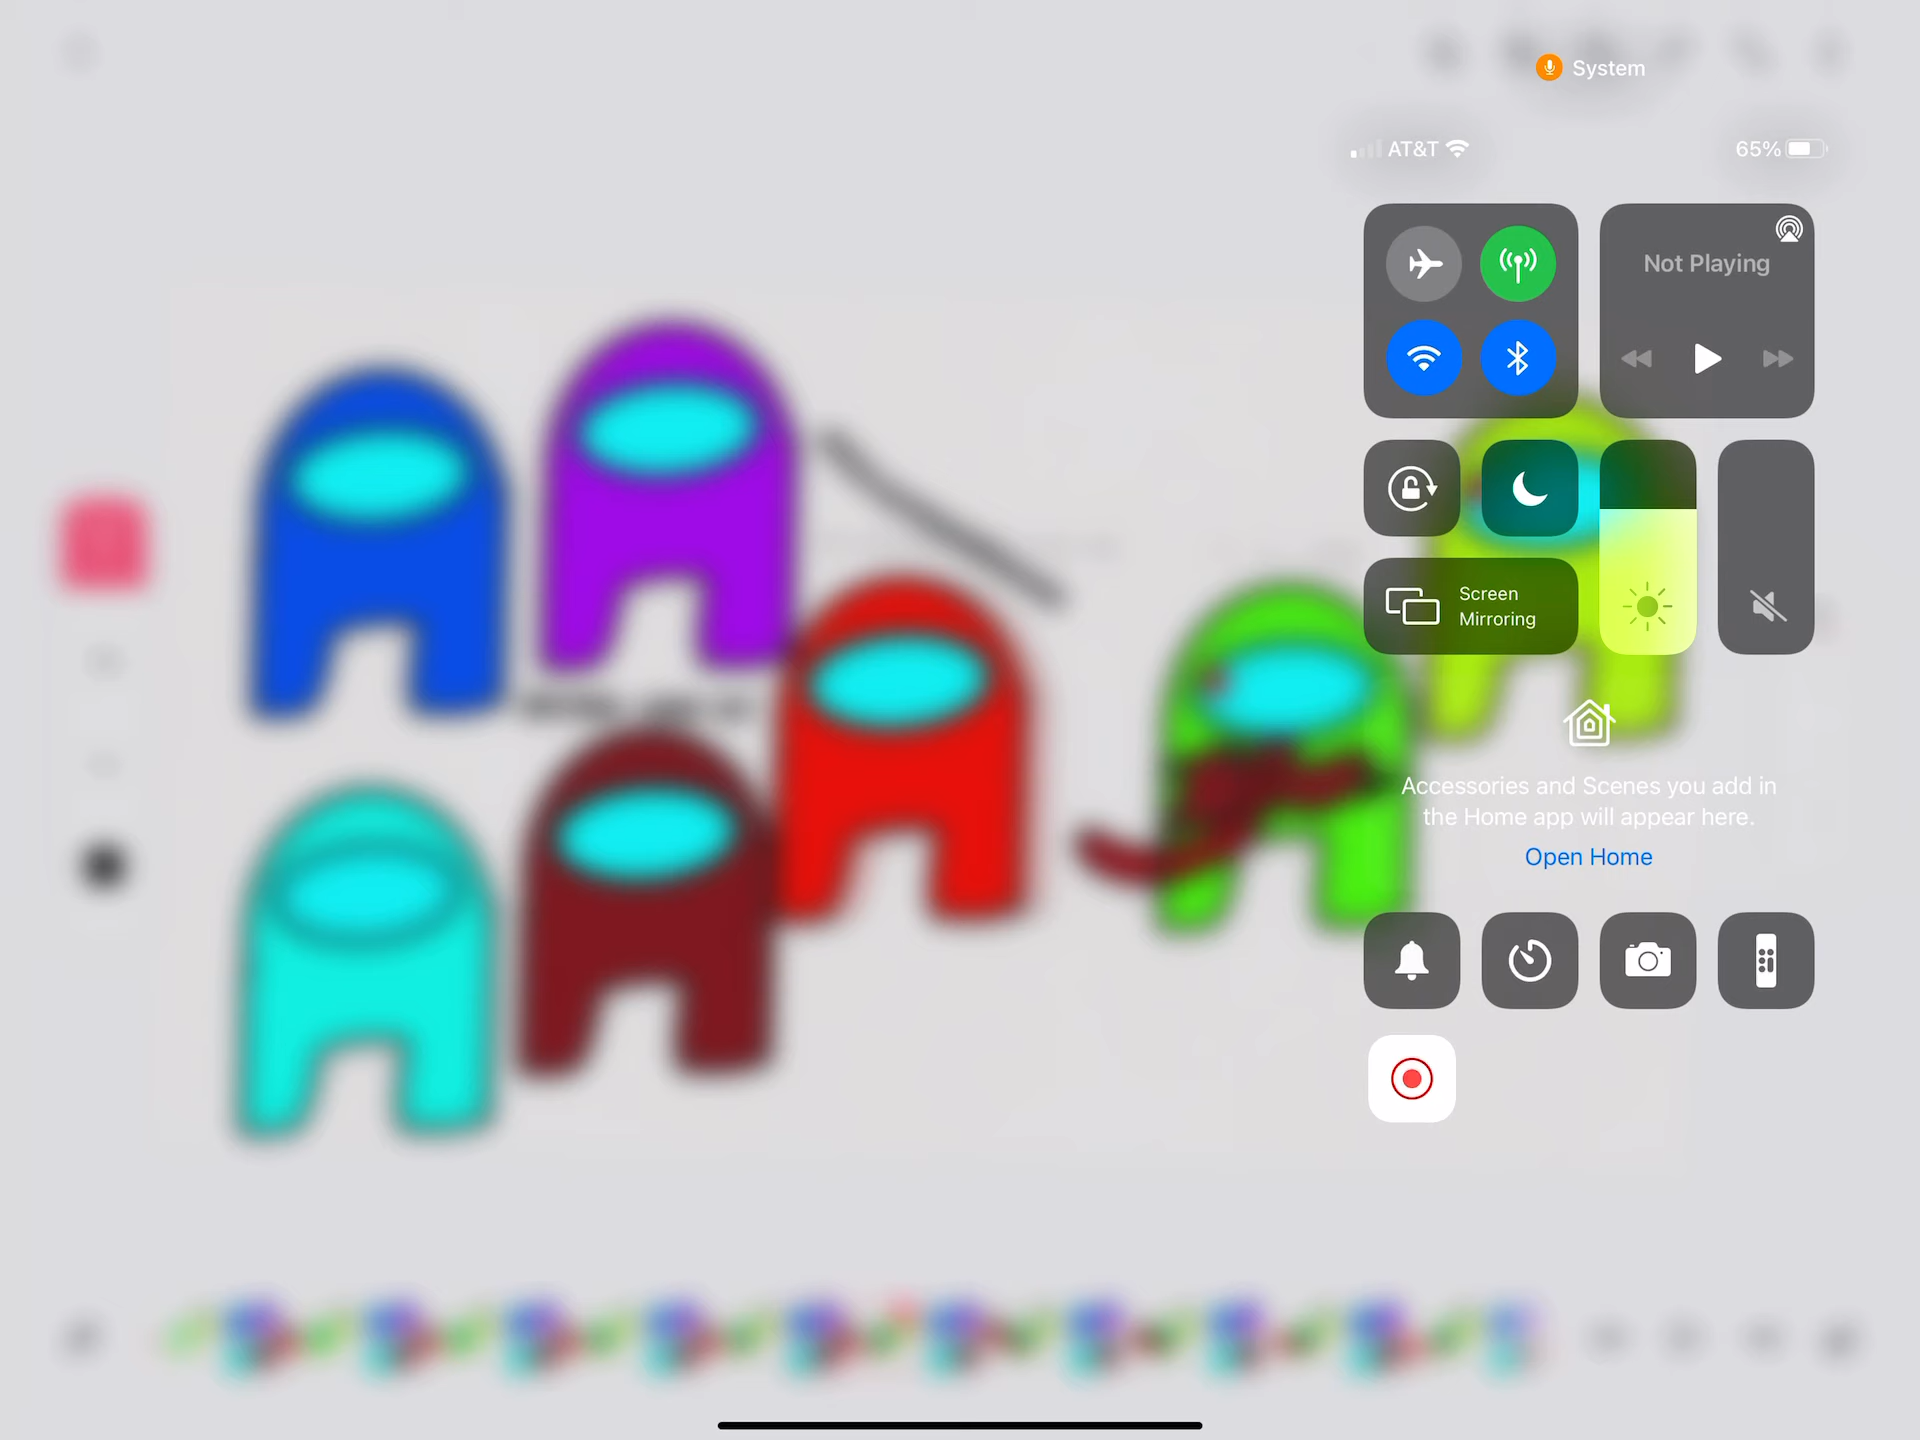 System
AT&T
65%
Not Playing
Screen
Mirroring
Accessories and Scenes you add in
the Home app will appear here.
Open Home